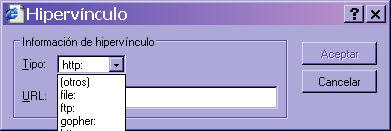 Hipervínculo
Información de hipervínculo
Tipo: http:
Aceptar
(otros)
Cancelar
file:
URL:
ftp:
gopher: